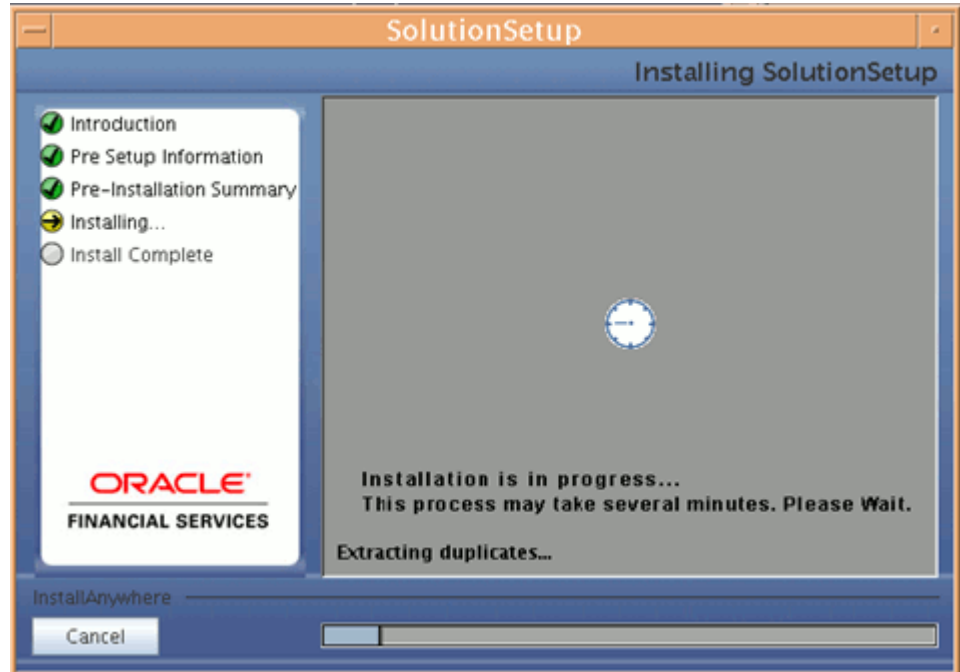 SolutionSetup
Installing SolutionSetup
Introduction
Pre Setup Information
Pre-Installation Summary
Installing...
Install Complete
ORACLE
FINANCIAL SERVICES
Installation is in progress...
This process may take several minutes. Please Wait.
Extracting duplicates...
InstallAnywhere
Cancel